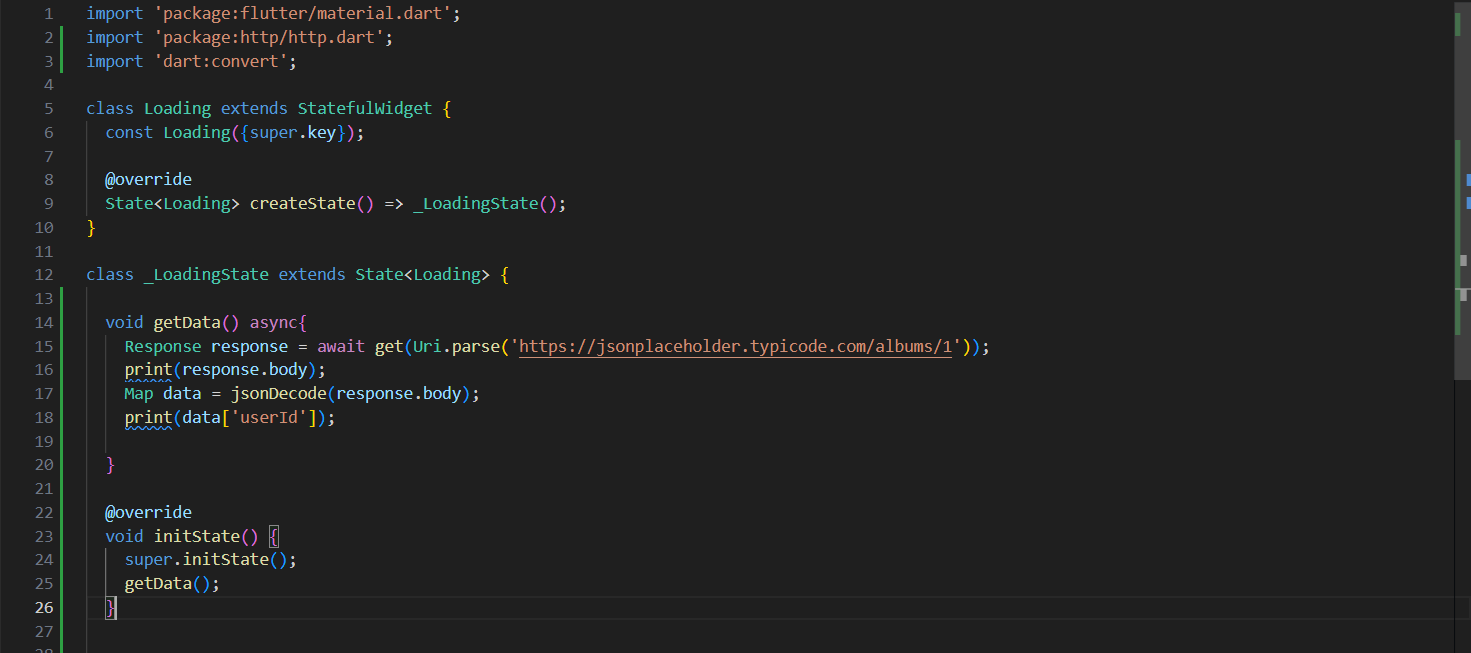 1 import 'package:flutter/material.dart';
2 import 'package:http/http.dart';
3 import 'dart:convert';
4
5 class Loading extends StatefulWidget {
6   const Loading({super.key});
7
8   @override
9   State<Loading> createState() => _LoadingState();
10 }
11
12 class _LoadingState extends State<Loading> {
13
14   void getData() async{
15     Response response = await get(Uri.parse('https://jsonplaceholder.typicode.com/albums/1'));
16     print(response.body);
17     Map data = jsonDecode(response.body);
18     print(data['userId']);
19
20   }
21
22   @override
23   void initState() {
24     super.initState();
25     getData();
26   }
27